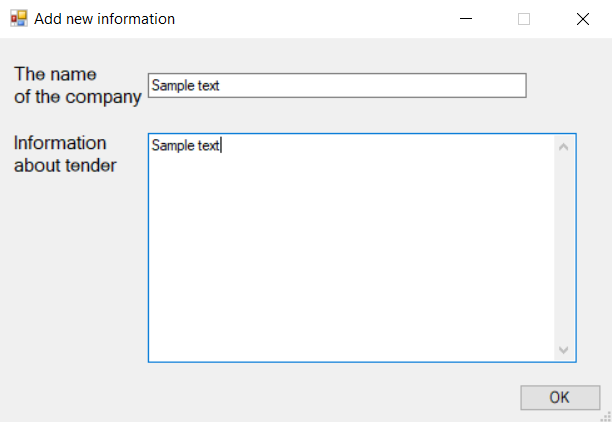 Add new information
The name
of the company
Sample text
Information
about tender
Sample text
OK